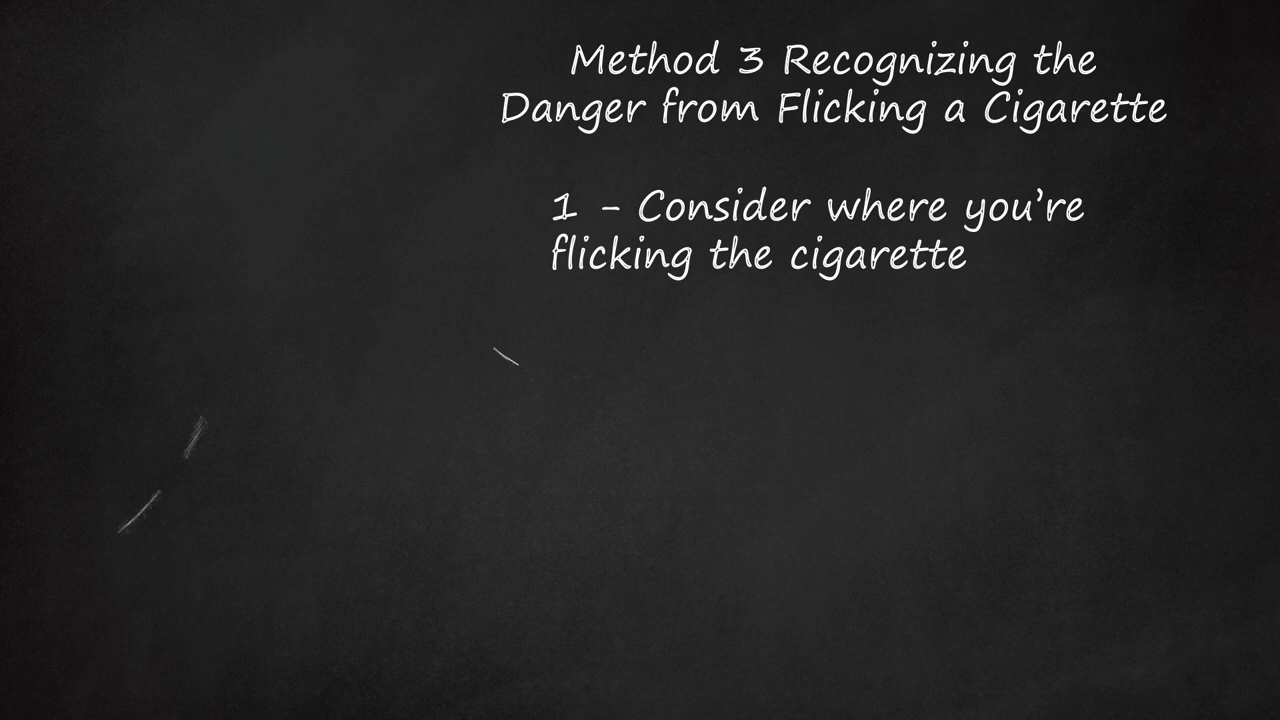 Method 3 Recognizing the
Danger from Flicking a Cigarette
1 - Consider where you're
flicking the cigarette